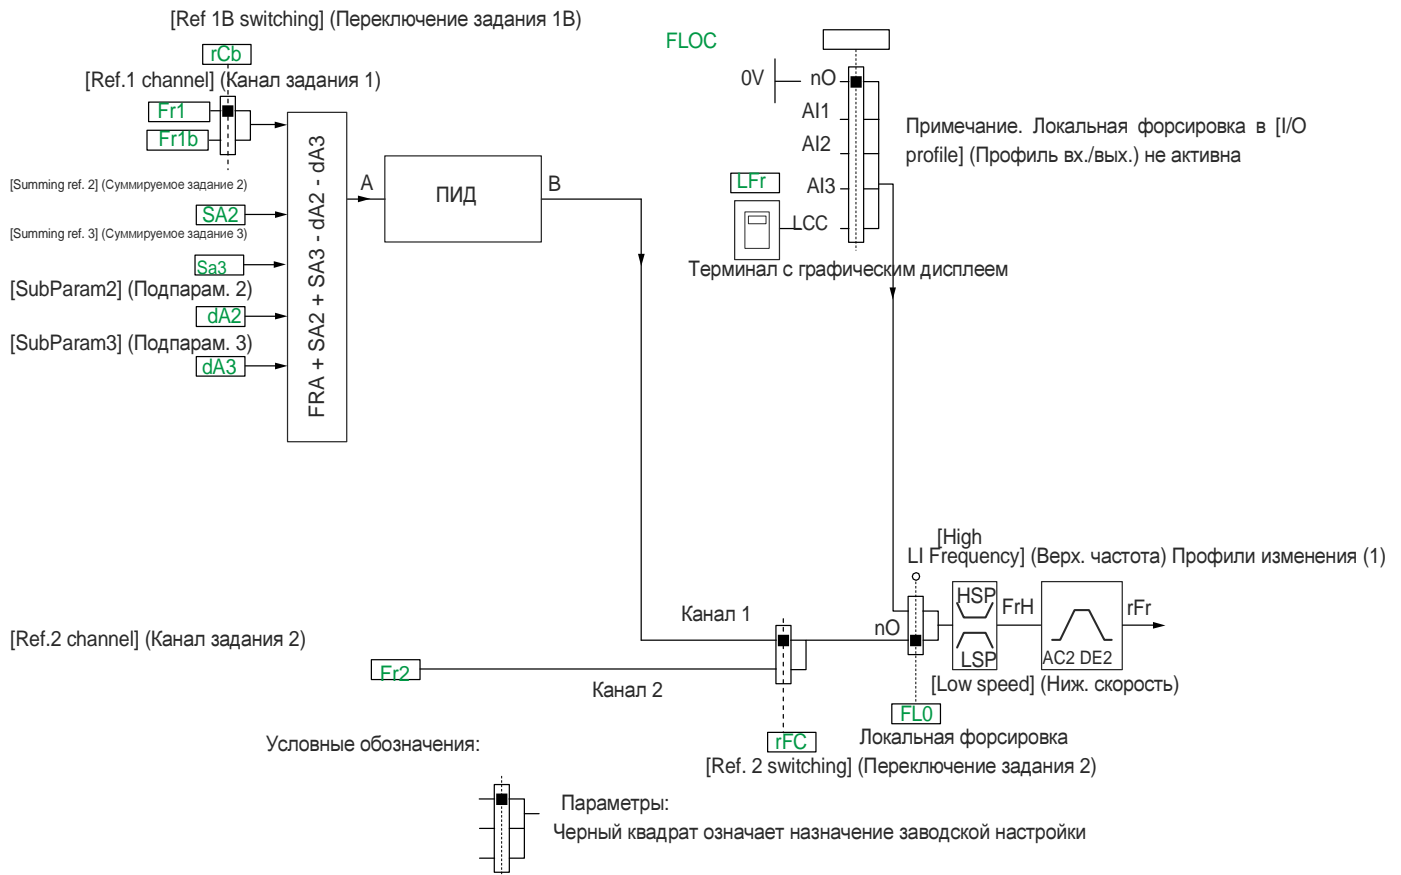 [Ref 1B switching] (Переключение задания 1B)
rCb
[Ref.1 channel] (Канал задания 1)
Fr1
Fr1b
[Summing ref. 2] (Суммируемое задание 2)
SA2
[Summing ref. 3] (Суммируемое задание 3)
Sa3
[SubParam2] (Подпарам. 2)
dA2
[SubParam3] (Подпарам. 3)
dA3
FRA + SA2 + SA3 - dA2 - dA3
A
ПИД
B
FLOC
0V
nO
AI1
AI2
AI3
LFr
LCC
Терминал с графическим дисплеем
Примечание. Локальная форсировка в [I/O
profile] (Профиль вх./вых.) не активна
[High
LI Frequency] (Верх. частота) Профили изменения (1)
HSP
FrH
rFr
Канал 1
nO
LSP
AC2 DE2
[Ref.2 channel] (Канал задания 2)
Fr2
Канал 2
[Low speed] (Ниж. скорость)
FL0
Локальная форсировка
rFC
[Ref. 2 switching] (Переключение задания 2)
Условные обозначения:
Параметры:
Черный квадрат означает назначение заводской настройки